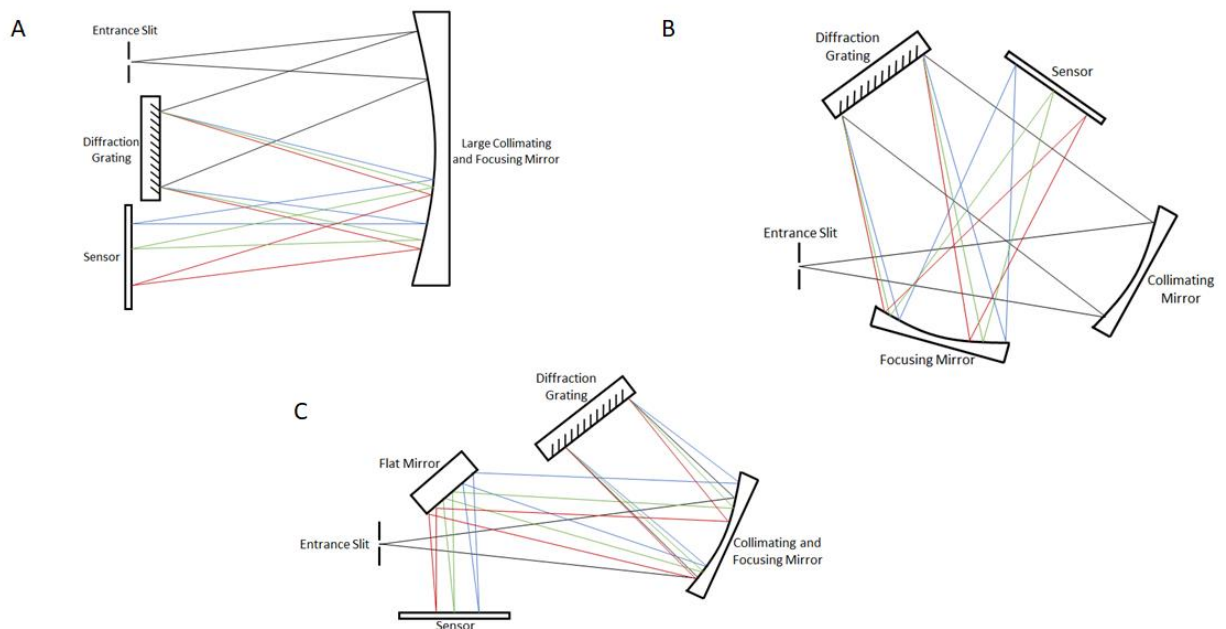 A
Entrance Slit
Diffraction
Grating
Sensor
Large Collimating
and Focusing Mirror
B
Diffraction
Grating
Sensor
Entrance Slit
Collimating
Mirror
Focusing Mirror
C
Diffraction
Grating
Flat Mirror
Entrance Slit
Collimating and
Focusing Mirror
Sensor